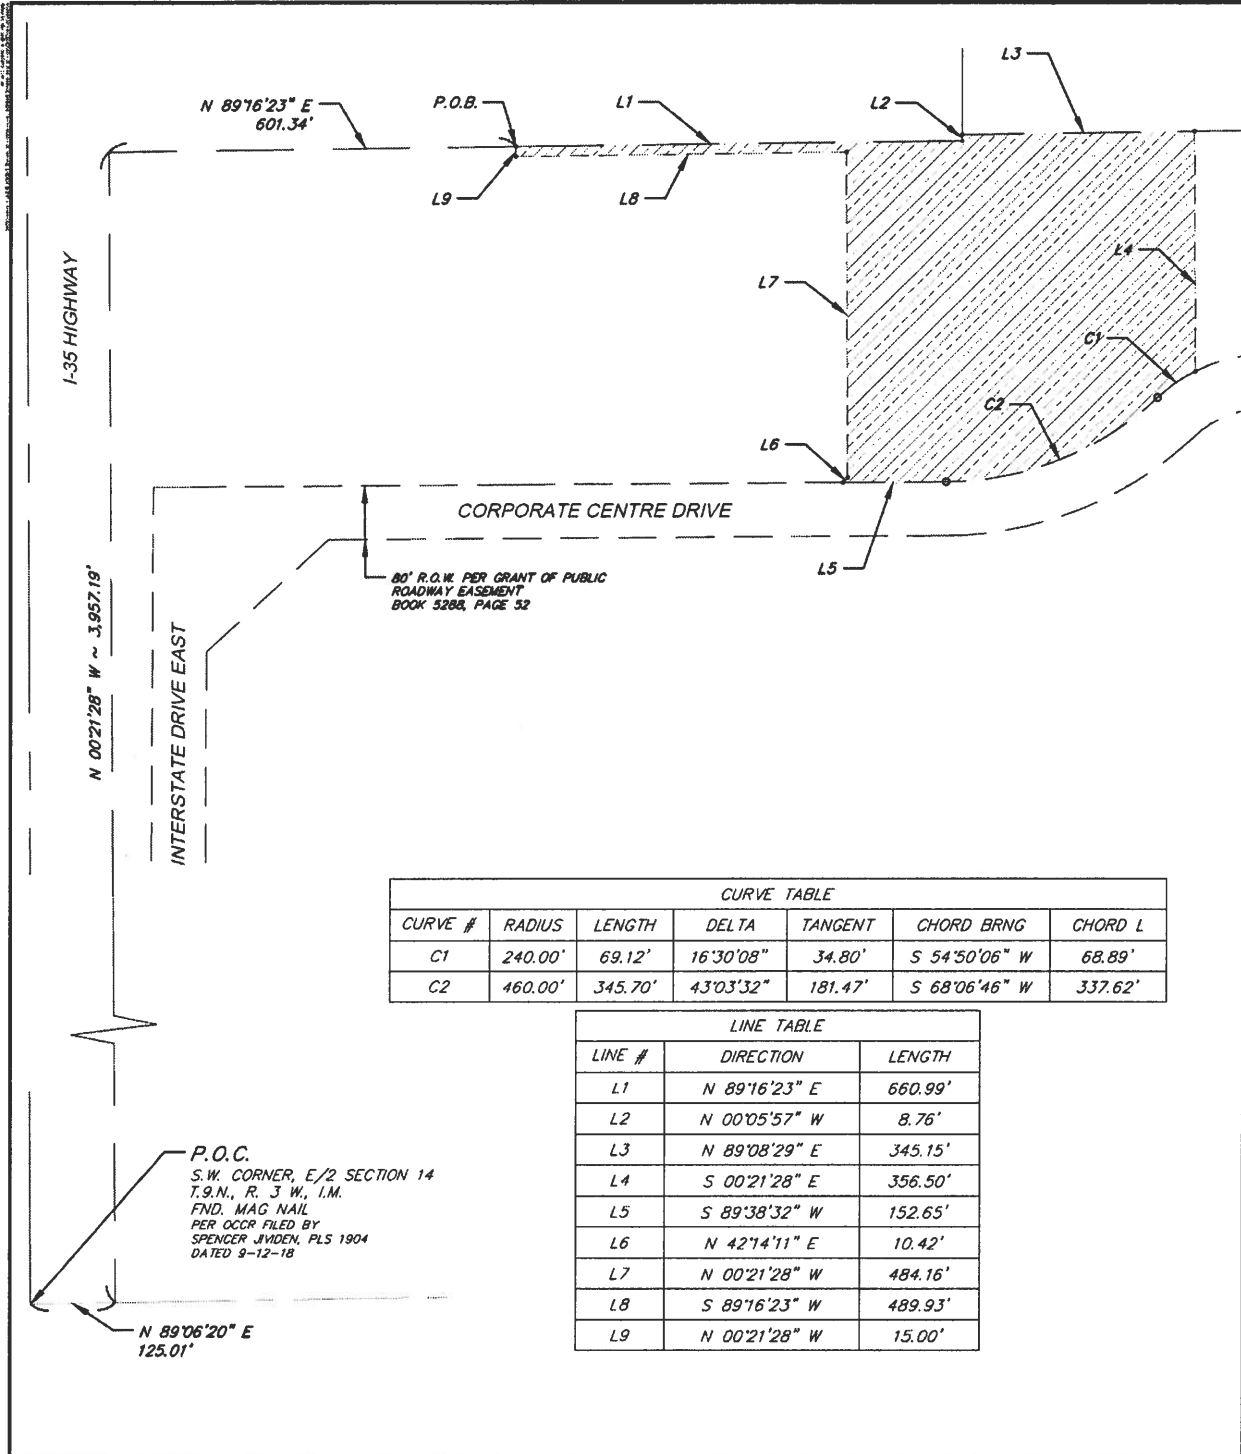 L3
N 89°16'23" E
601.34'
P.O.B.
L1
L2
L9
L8
I-35 HIGHWAY
L7
L4
C1
C2
L6
CORPORATE CENTRE DRIVE
L5
80' R.O.W. PER GRANT OF PUBLIC
ROADWAY EASEMENT
BOOK 5288, PAGE 52
N 00°21'28" W ~ 3,957.19'
INTERSTATE DRIVE EAST
CURVE TABLE
CURVE # RADIUS LENGTH DELTA TANGENT CHORD BRNG CHORD L
C1 240.00' 69.12' 16°30'08" 34.80' S 54°50'06" W 68.89'
C2 460.00' 345.70' 43°03'32" 181.47' S 68°06'46" W 337.62'
LINE TABLE
LINE # DIRECTION LENGTH
L1 N 89°16'23" E 660.99'
L2 N 00°05'57" W 8.76'
L3 N 89°08'29" E 345.15'
L4 S 00°21'28" E 356.50'
L5 S 89°38'32" W 152.65'
L6 N 42°14'11" E 10.42'
L7 N 00°21'28" W 484.16'
L8 S 89°16'23" W 489.93'
L9 N 00°21'28" W 15.00'
P.O.C.
S.W. CORNER, E/2 SECTION 14
T.9.N., R. 3 W., I.M.
FND. MAG NAIL
PER OCCR FILED BY
SPENCER JIVIDEN, PLS 1904
DATED 9-12-18
N 89°06'20" E
125.01'